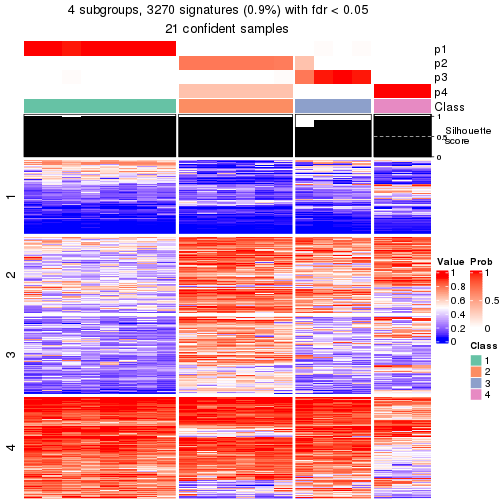 4 subgroups, 3270 signatures (0.9%) with fdr < 0.05
21 confident samples
p1
p2
p3
p4
Class
1
0.5
0
Silhouette
score
1
2
3
4
Value
1
0.8
0.6
0.4
0.2
0
Prob
1
0.5
0
Class
1
2
3
4